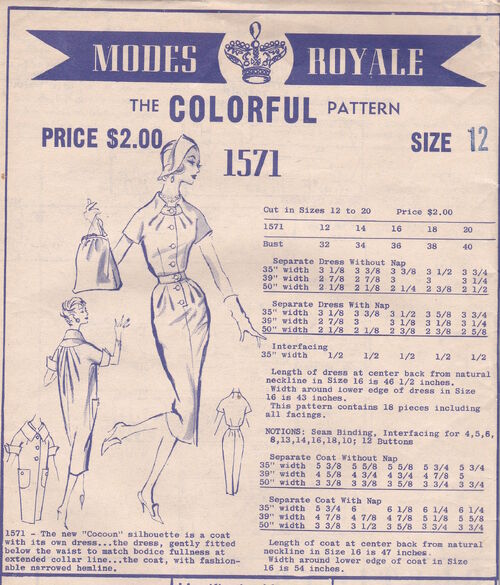 MODES ROYALE
THE COLORFUL PATTERN
PRICE $2.00
SIZE 12
1571
Cut in Sizes 12 to 20 Price $2.00
1571 12 14 16 18 20
Bust 32 34 36 38 40
Separate Dress Without Nap
35" width 3 1/8 3 3/8 3 3/8 3 1/2 3 3/4
39" width 2 7/8 2 7/8 3 3 3 1/4
50" width 2 1/8 2 1/8 2 1/4 2 3/8 2 1/2
Separate Dress With Nap
35" width 3 1/8 3 3/8 3 1/2 3 5/8 3 3/4
39" width 2 7/8 3 3 1/8 3 1/8 3 1/4
50" width 2 1/8 2 1/8 2 3/8 2 3/8 2 5/8
Interfacing
35" width 1/2 1/2 1/2 1/2 1/2
Length of dress at center back from natural
neckline in Size 16 is 46 1/2 inches.
Width around lower edge of dress in Size
16 is 43 inches.
This pattern contains 18 pieces including
all facings.
NOTIONS: Seam Binding, Interfacing for 4,5,6,
8,13,14,16,18,10; 12 Buttons
Separate Coat Without Nap
35" width 5 3/8 5 5/8 5 5/8 5 3/4 5 3/4
39" width 4 5/8 4 3/4 4 3/4 4 7/8 5
50" width 3 3/8 3 3/8 3 5/8 3 3/4 3 3/4
Separate Coat With Nap
35" width 5 3/4 6 6 1/8 6 1/4 6 1/4
39" width 4 7/8 4 7/8 4 7/8 5 1/8 5 5/8
50" width 3 3/8 3 1/2 3 5/8 3 3/4 3 3/4
Length of coat at center back from
natural neckline in Size 16 is 47 inches.
Width around lower edge of coat in Size
16 is 54 inches.
1571 - The new "Cocoon" silhouette is a coat
with its own dress...the dress, gently fitted
below the waist to match bodice fullness at
extended collar line...the coat, with fashion-
able narrowed hemline.